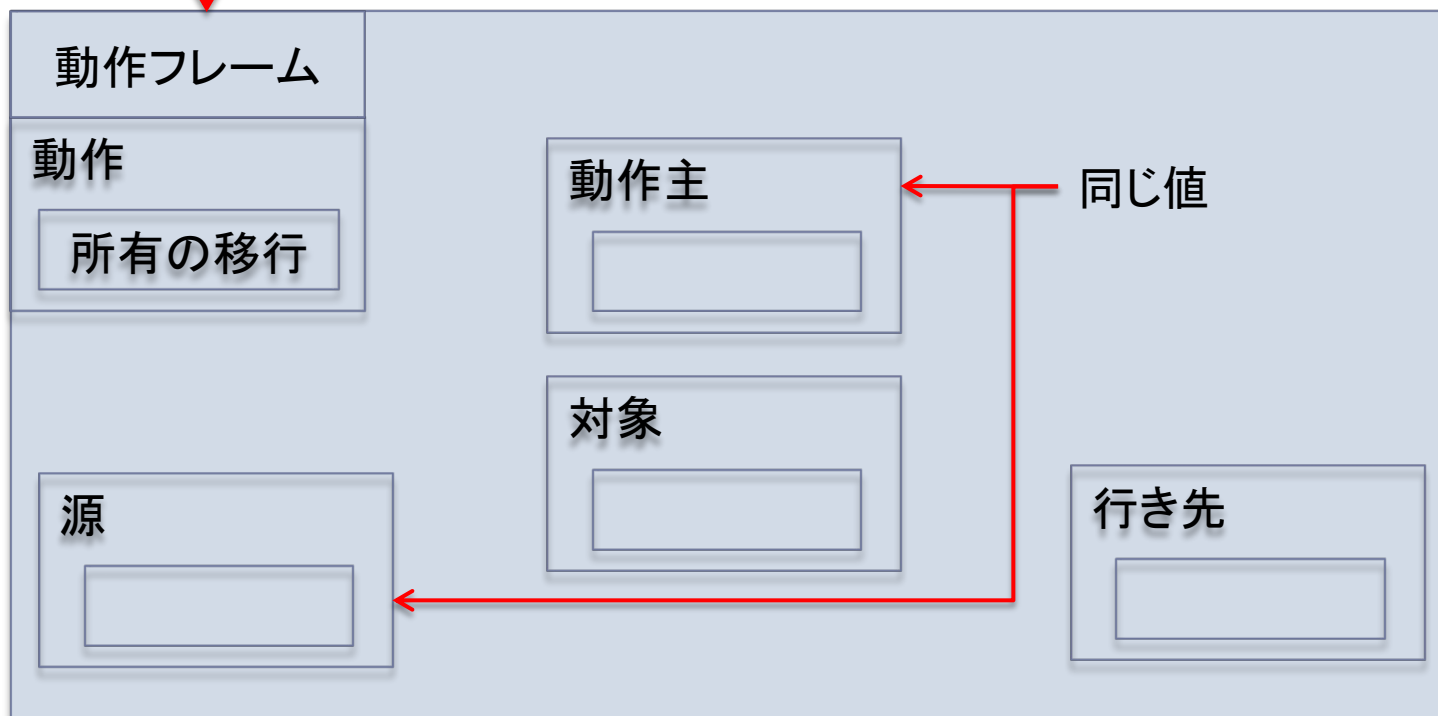 動作フレーム
動作
所有の移行
動作主
同じ値
対象
源
行き先